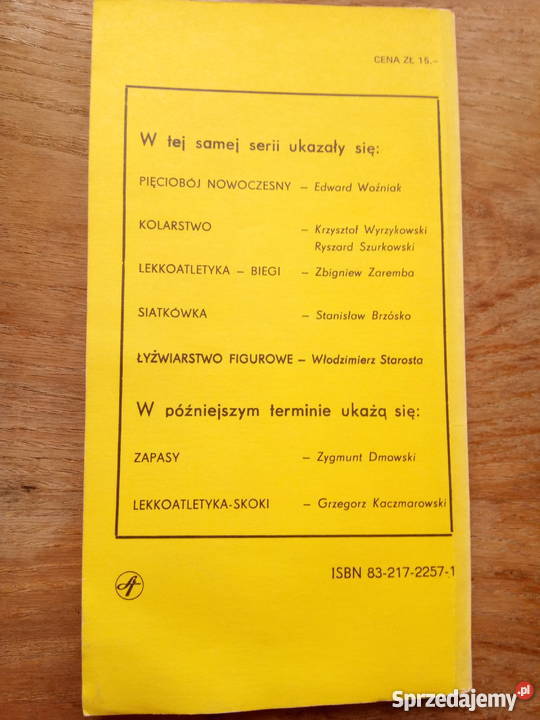 CENA ZŁ 15.–
W tej samej serii ukazały się:
PIĘCIOBÓJ NOWOCZESNY – Edward Woźniak
KOLARSTWO – Krzysztof Wyrzykowski
Ryszard Szurkowski
LEKKOATLETYKA – BIEGI – Zbigniew Zaremba
SIATKÓWKA – Stanisław Brzósko
ŁYŻWIARSTWO FIGUROWE – Włodzimierz Starosta
W późniejszym terminie ukażą się:
ZAPASY – Zygmunt Dmowski
LEKKOATLETYKA-SKOKI – Grzegorz Kaczmarowski
ISBN 83-217-2257-1
Sprzedajemy.pl